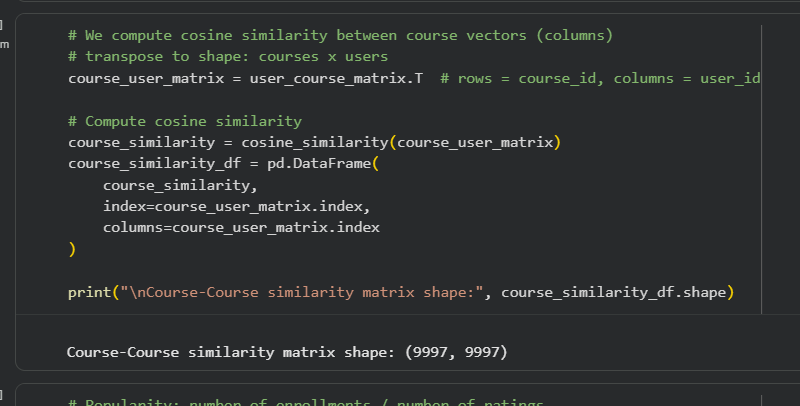 ]
m
# We compute cosine similarity between course vectors (columns)
# transpose to shape: courses x users
course_user_matrix = user_course_matrix.T  # rows = course_id, columns = user_id
# Compute cosine similarity
course_similarity = cosine_similarity(course_user_matrix)
course_similarity_df = pd.DataFrame(
    course_similarity,
    index=course_user_matrix.index,
    columns=course_user_matrix.index
)
print("\nCourse-Course similarity matrix shape:", course_similarity_df.shape)
Course-Course similarity matrix shape: (9997, 9997)
]
# Popularity: number of enrollments / number of ratings